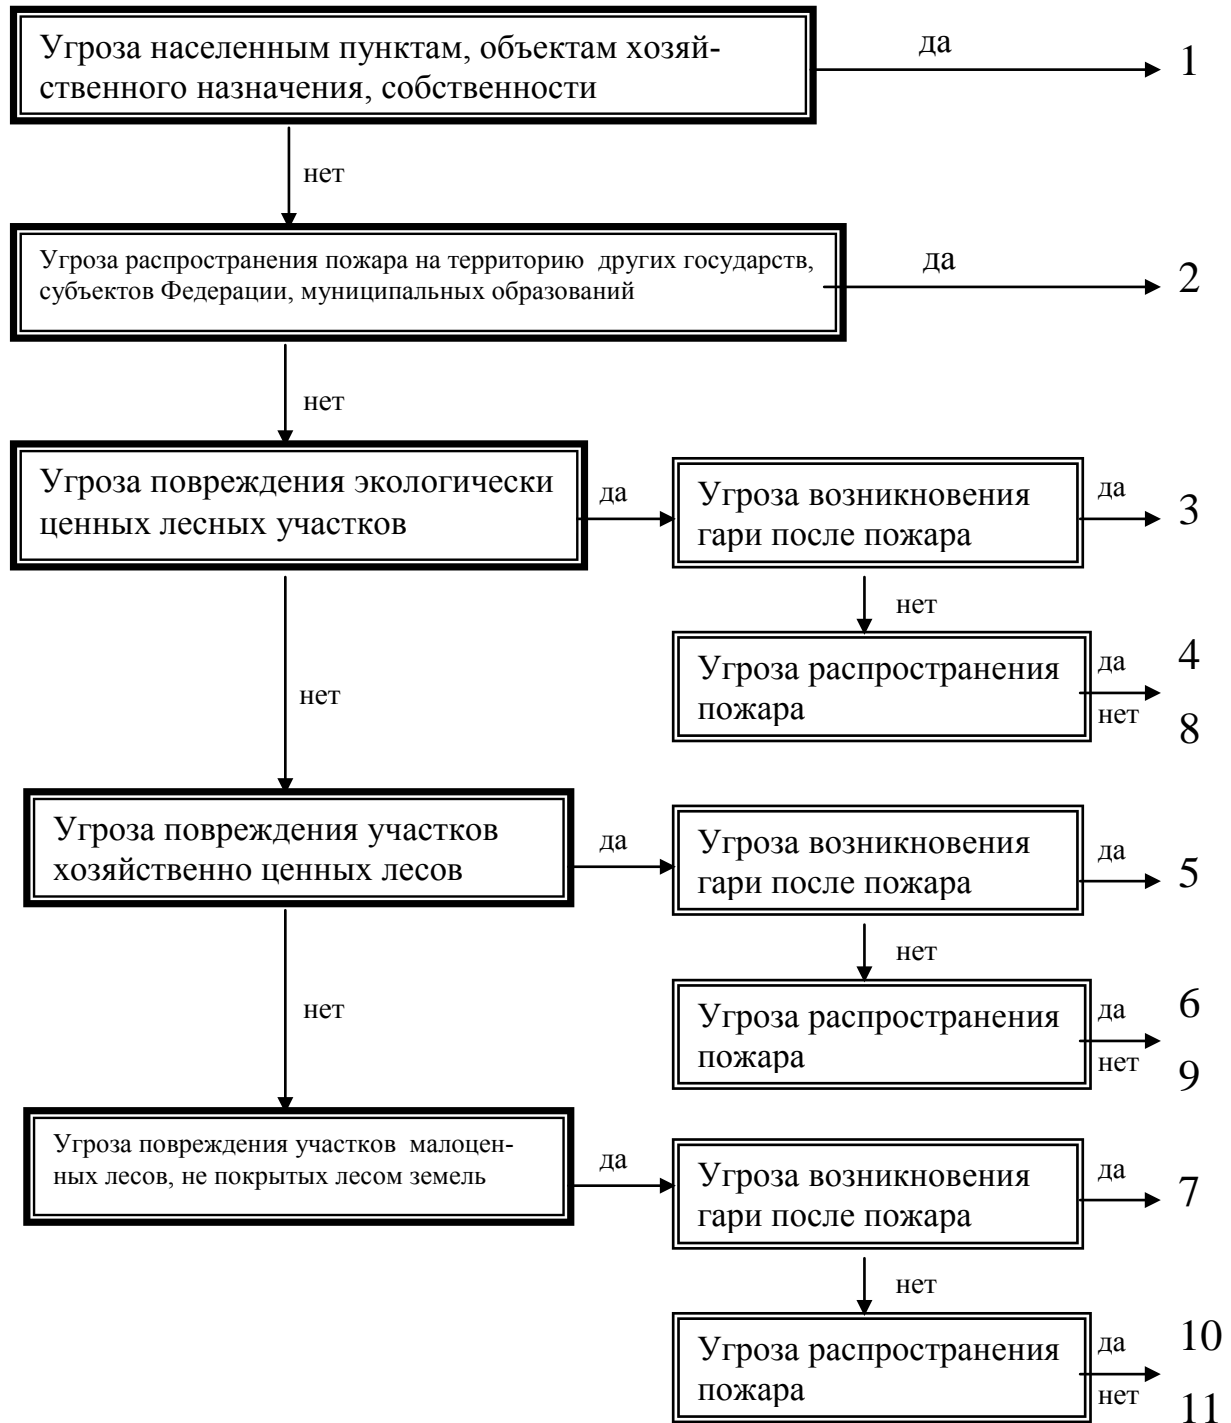 Угроза населенным пунктам, объектам хозяй-
ственного назначения, собственности
да
1
нет
Угроза распространения пожара на территорию других государств,
субъектов Федерации, муниципальных образований
да
2
нет
Угроза повреждения экологически
ценных лесных участков
да
Угроза возникновения
гари после пожара
да
3
нет
Угроза распространения
пожара
да
4
нет
8
нет
Угроза повреждения участков
хозяйственно ценных лесов
да
Угроза возникновения
гари после пожара
да
5
нет
Угроза распространения
пожара
да
6
нет
9
нет
Угроза повреждения участков малоцен-
ных лесов, не покрытых лесом земель
да
Угроза возникновения
гари после пожара
да
7
нет
Угроза распространения
пожара
да
10
нет
11